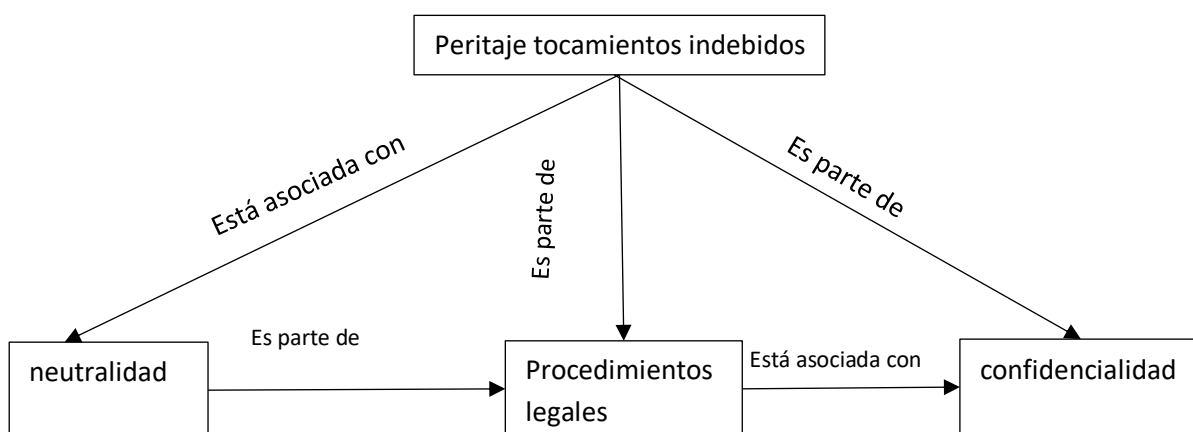 Peritaje tocamientos indebidos
Está asociada con
Es parte de
Es parte de
neutralidad
Es parte de
Procedimientos
legales
Está asociada con
confidencialidad